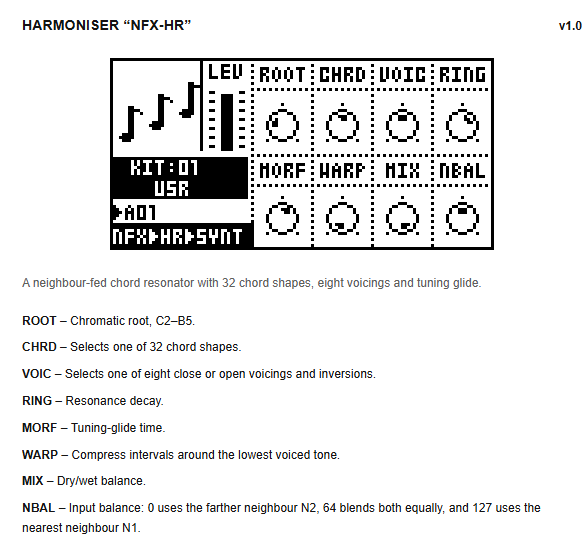 HARMONISER “NFX-HR”
v1.0
LEV ROOT CHRD VOIC RING
KIT:01
USR
MORF WARP MIX NBAL
A01
NFX▶HR▶SYNT
A neighbour-fed chord resonator with 32 chord shapes, eight voicings and tuning glide.
ROOT – Chromatic root, C2–B5.
CHRD – Selects one of 32 chord shapes.
VOIC – Selects one of eight close or open voicings and inversions.
RING – Resonance decay.
MORF – Tuning-glide time.
WARP – Compress intervals around the lowest voiced tone.
MIX – Dry/wet balance.
NBAL – Input balance: 0 uses the farther neighbour N2, 64 blends both equally, and 127 uses the
nearest neighbour N1.